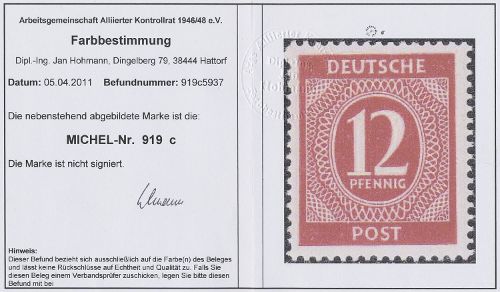 Arbeitsgemeinschaft Alliierter Kontrollrat 1946/48 e.V.
Farbbestimmung
Dipl.-Ing. Jan Hohmann, Dingelberg 79, 38444 Hattorf
Datum: 05.04.2011 Befundnummer: 919c5937
Die nebenstehend abgebildete Marke ist die:
MICHEL-Nr. 919 c
Die Marke ist nicht signiert.
Hinweis:
Dieser Befund bezieht sich ausschließlich auf die Farbe(n) des Beleges
und lässt keine Rückschlüsse auf Echtheit und Qualität zu. Falls Sie
diesen Beleg einem Verbandsprüfer zuschicken, legen Sie bitte diesen
Befund mit bei
DEUTSCHE
12
PFENNIG
POST